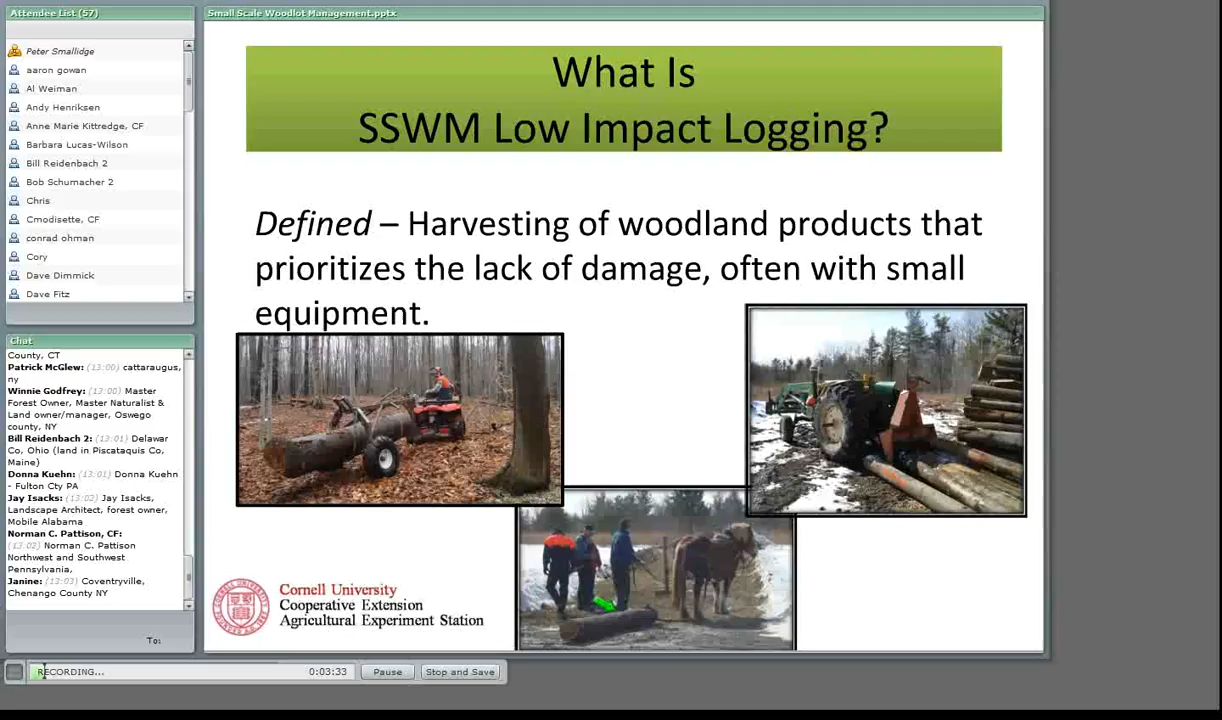 Attendee List (57)
Peter Smallidge
aaron gowan
Al Weiman
Andy Henriksen
Anne Marie Kittredge, CF
Barbara Lucas-Wilson
Bill Reidenbach 2
Bob Schumacher 2
Chris
Cmodisette, CF
conrad ohman
Cory
Dave Dimmick
Dave Fitz
Chat
County, CT
Patrick McGlew: (13:00) cattaraugus,
ny
Winnie Godfrey: (13:00) Master
Forest Owner, Master Naturalist &
Land owner/manager, Oswego
county, NY
Bill Reidenbach 2: (13:01) Delawar
Co, Ohio (land in Piscataquis Co,
Maine)
Donna Kuehn: (13:01) Donna Kuehn
- Fulton Cty PA
Jay Isacks: (13:02) Jay Isacks,
Landscape Architect, forest owner,
Mobile Alabama
Norman C. Pattison, CF:
(13:02) Norman C. Pattison
Northwest and Southwest
Pennsylvania,
Janine: (13:03) Coventryville,
Chenango County NY
To:
Small Scale Woodlot Management.pptx
What Is
SSWM Low Impact Logging?
Defined – Harvesting of woodland products that
prioritizes the lack of damage, often with small
equipment.
Cornell University
Cooperative Extension
Agricultural Experiment Station
RECORDING...
0:03:33
Pause
Stop and Save